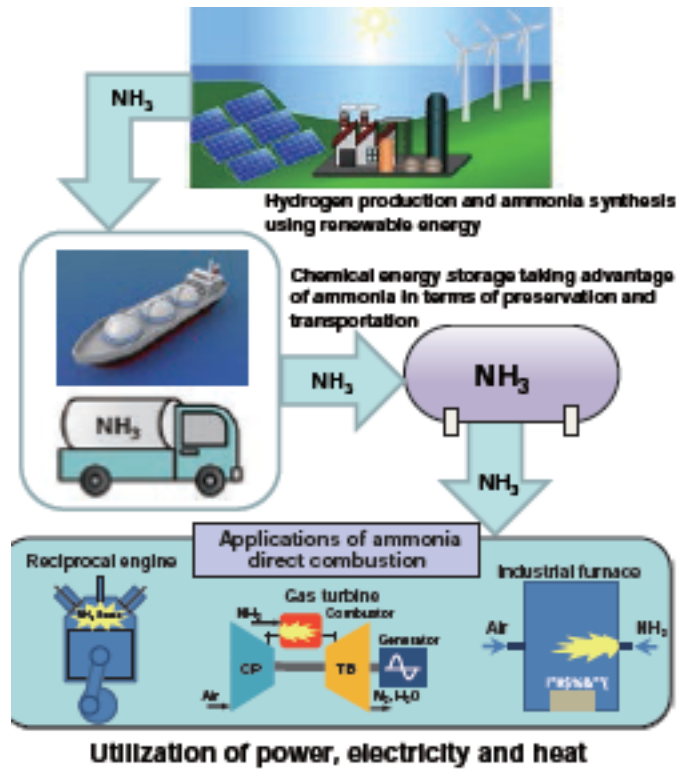 NH₃
Hydrogen production and ammonia synthesis
using renewable energy
Chemical energy storage taking advantage
of ammonia in terms of preservation and
transportation
NH₃
NH₃
NH₃
NH₃
Applications of ammonia
direct combustion
Reciprocal engine
Gas turbine
Industrial furnace
NH₃
Combustor
Generator
Air
NH₃
CP
TB
Air
N₂, H₂O
Utilization of power, electricity and heat